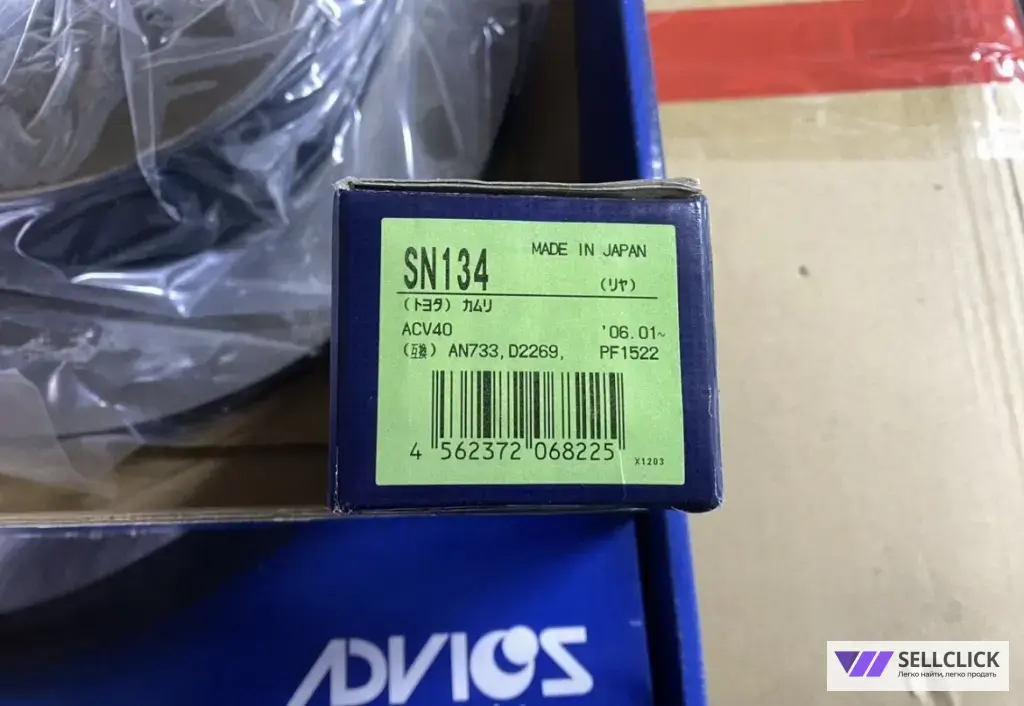 SN134
MADE IN JAPAN
(リヤ)
(トヨタ) カムリ
ACV40 '06.01~
(互換) AN733, D2269, PF1522
4 562372 068225
X1203
ADVICS
SELLCLICK
Легко найти, легко продать